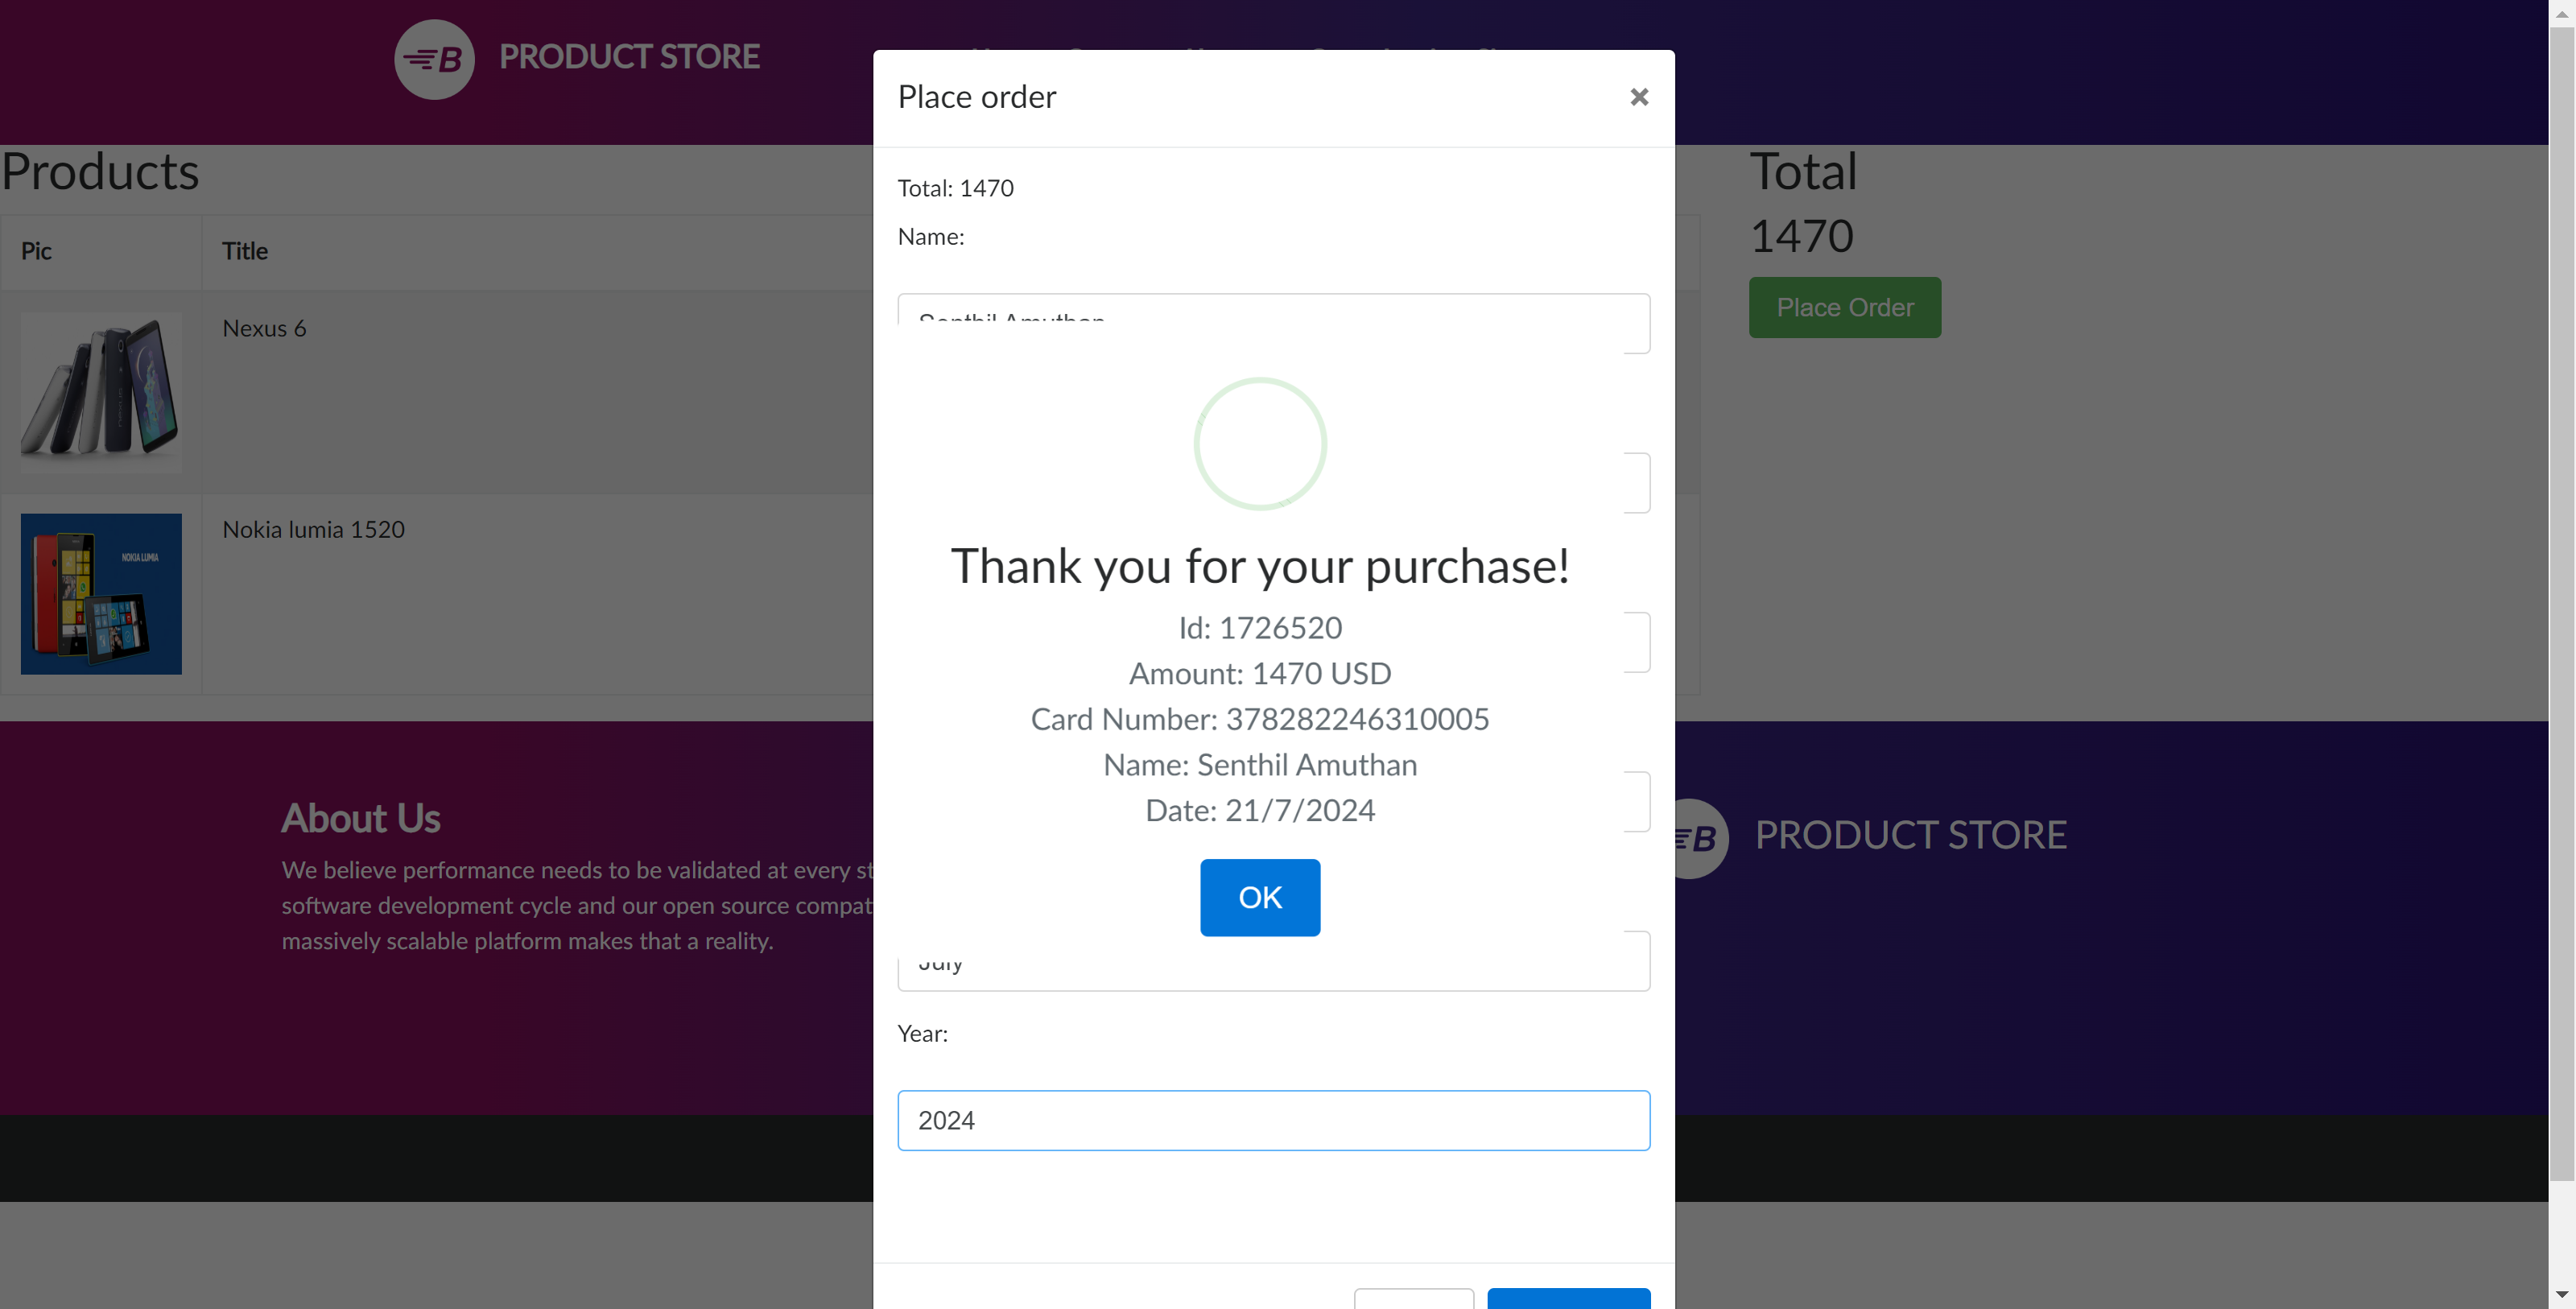 B PRODUCT STORE
Place order
×
Products
Total
Total: 1470
1470
Name:
Pic
Title
Place Order
Senthil Amuthan
Nexus 6
Nokia lumia 1520
NOKIA LUMIA
Thank you for your purchase!
Id: 1726520
Amount: 1470 USD
Card Number: 378282246310005
Name: Senthil Amuthan
Date: 21/7/2024
OK
About Us
We believe performance needs to be validated at every st
software development cycle and our open source compat
massively scalable platform makes that a reality.
B PRODUCT STORE
July
Year:
2024